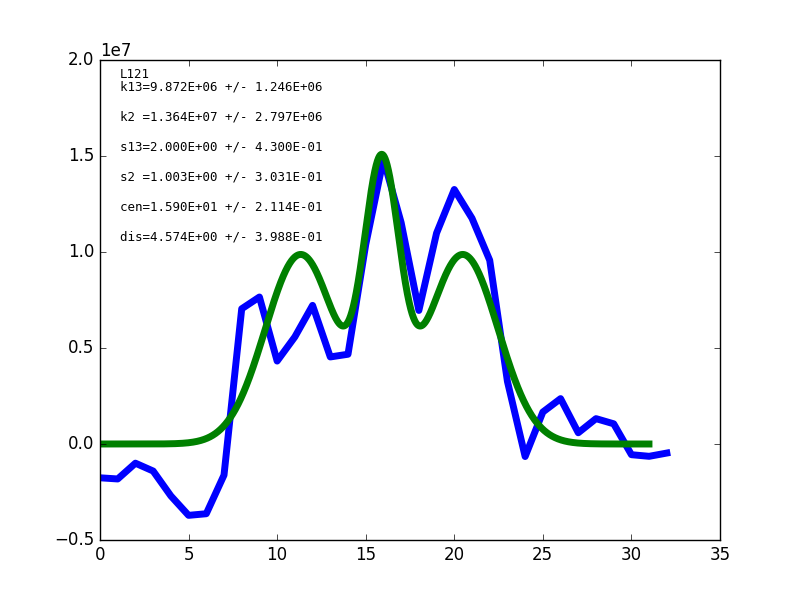 1e7
2.0
L121
k13=9.872E+06 +/- 1.246E+06
k2 =1.364E+07 +/- 2.797E+06
1.5
s13=2.000E+00 +/- 4.300E-01
s2 =1.003E+00 +/- 3.031E-01
cen=1.590E+01 +/- 2.114E-01
dis=4.574E+00 +/- 3.988E-01
1.0
0.5
0.0
−0.5
0 5 10 15 20 25 30 35